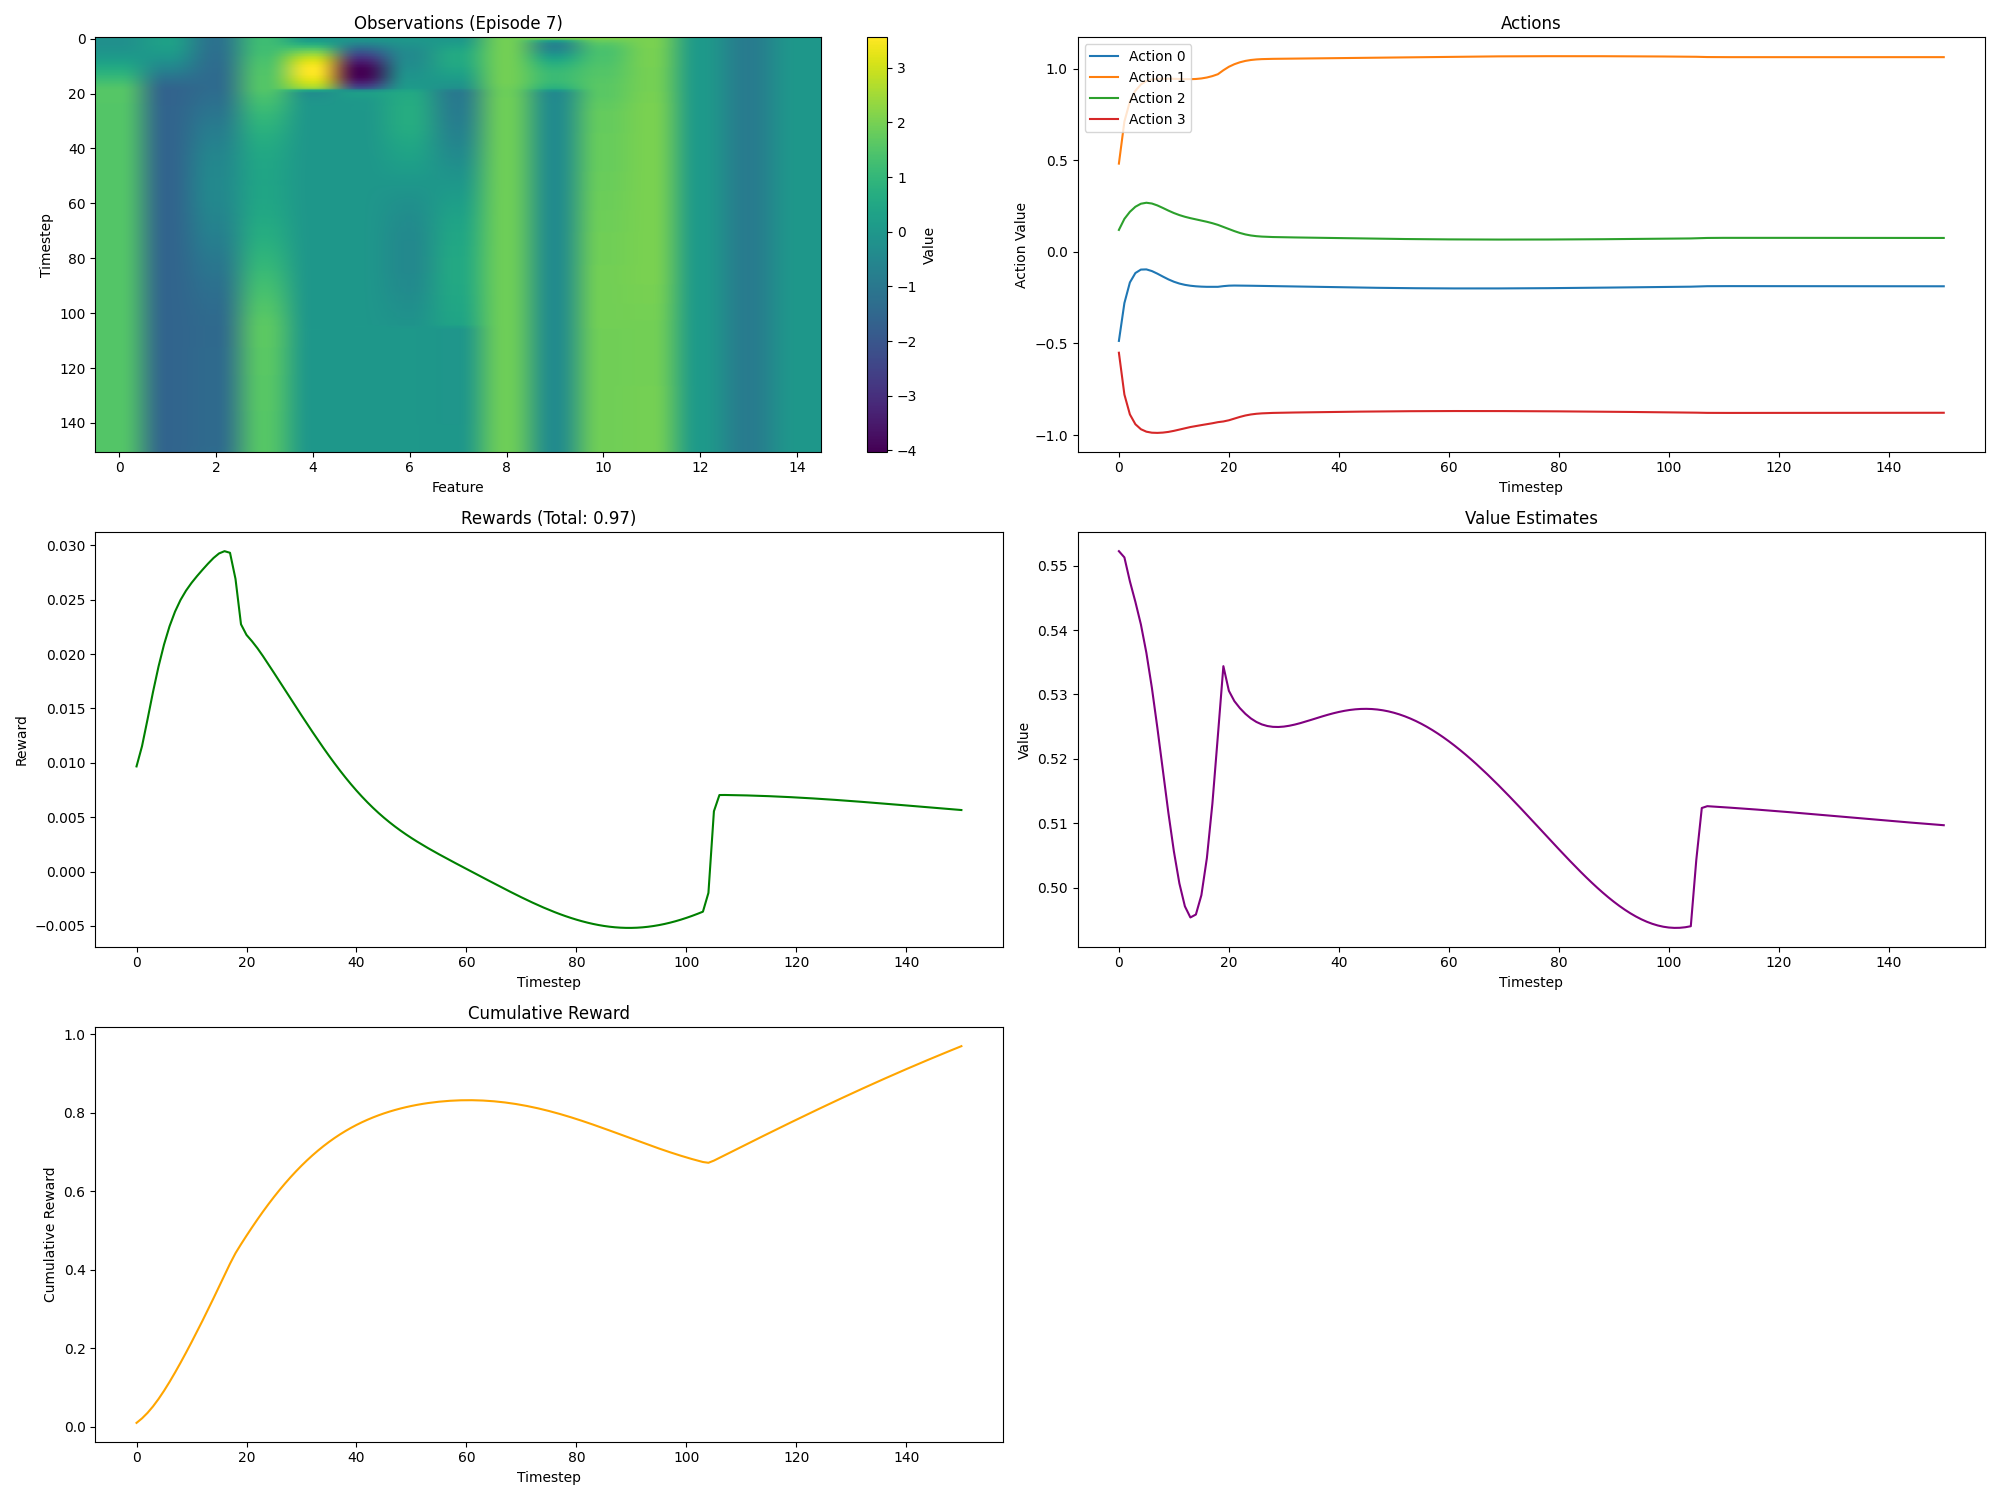 Observations (Episode 7)
0
20
40
60
80
100
120
140
Timestep
0 2 4 6 8 10 12 14
Feature
3
2
1
0
−1
−2
−3
−4
Value
Actions
Action 0
Action 1
Action 2
Action 3
1.0
0.5
0.0
−0.5
−1.0
Action Value
0 20 40 60 80 100 120 140
Timestep
Rewards (Total: 0.97)
0.030
0.025
0.020
0.015
0.010
0.005
0.000
−0.005
Reward
0 20 40 60 80 100 120 140
Timestep
Value Estimates
0.55
0.54
0.53
0.52
0.51
0.50
Value
0 20 40 60 80 100 120 140
Timestep
Cumulative Reward
1.0
0.8
0.6
0.4
0.2
0.0
Cumulative Reward
0 20 40 60 80 100 120 140
Timestep